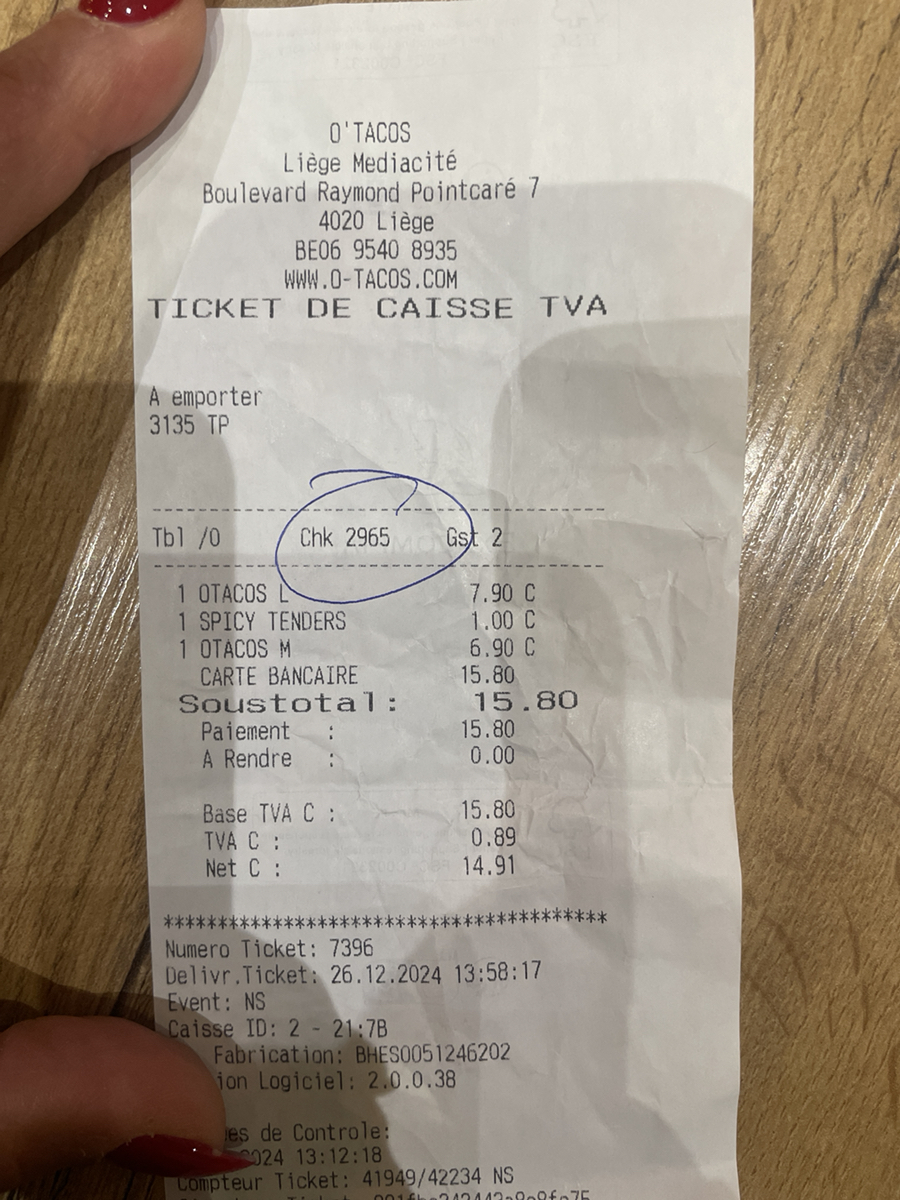 O'TACOS
Liège Mediacité
Boulevard Raymond Pointcaré 7
4020 Liège
BE06 9540 8935
WWW.O-TACOS.COM
TICKET DE CAISSE TVA
A emporter
3135 TP
Tbl /0 Chk 2965 Gst 2
1 OTACOS L 7.90 C
1 SPICY TENDERS 1.00 C
1 OTACOS M 6.90 C
CARTE BANCAIRE 15.80
Soustotal: 15.80
Paiement : 15.80
A Rendre : 0.00
Base TVA C : 15.80
TVA C : 0.89
Net C : 14.91
*****************************************
Numero Ticket: 7396
Delivr.Ticket: 26.12.2024 13:58:17
Event: NS
Caisse ID: 2 - 21:7B
Fabrication: BHES0051246202
ion Logiciel: 2.0.0.38
es de Controle:
2024 13:12:18
Compteur Ticket: 41949/42234 NS